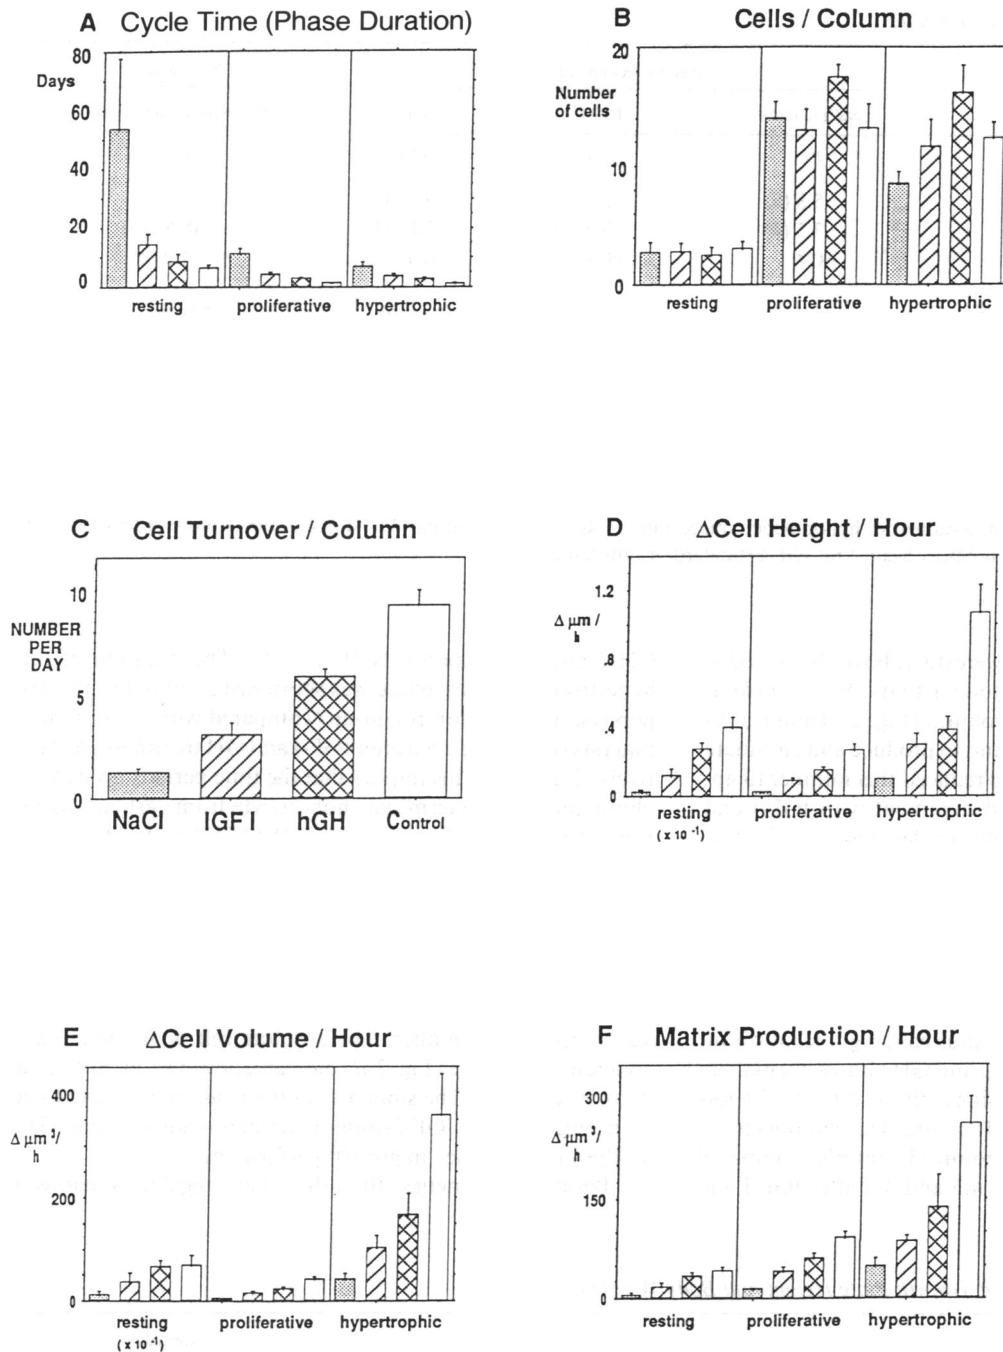 A Cycle Time (Phase Duration)
80
Days
60
40
20
0
resting proliferative hypertrophic
B Cells / Column
20
Number
of cells
10
0
resting proliferative hypertrophic
C Cell Turnover / Column
10
NUMBER
PER
DAY
5
0
NaCl IGF I hGH Control
D ΔCell Height / Hour
1.2
Δ μm /
h
.8
.4
0
resting proliferative hypertrophic
( x 10 -1)
E ΔCell Volume / Hour
400
Δ μm 3/
h
200
0
resting proliferative hypertrophic
( x 10 -1)
F Matrix Production / Hour
300
Δ μm3/
h
150
0
resting proliferative hypertrophic